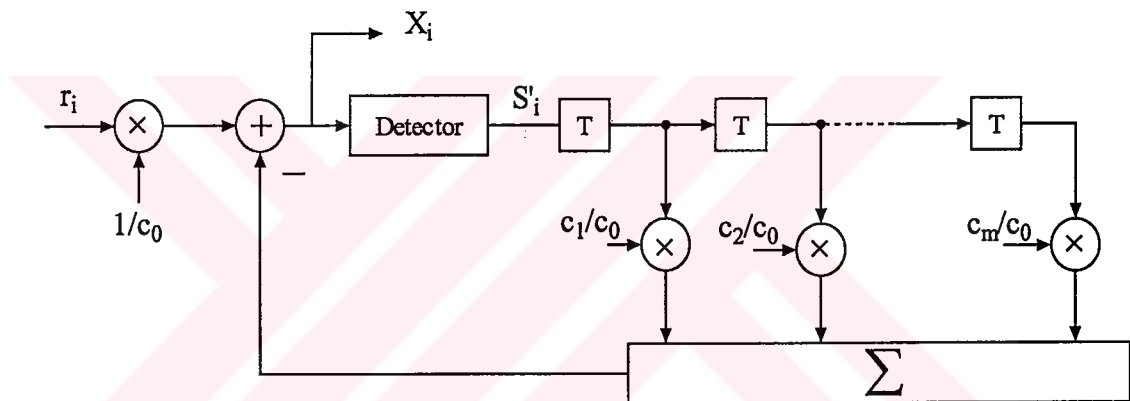 X_i
r_i
×
+
Detector
S'_i
T
T
T
−
1/c_0
c_1/c_0
×
c_2/c_0
×
c_m/c_0
×
Σ